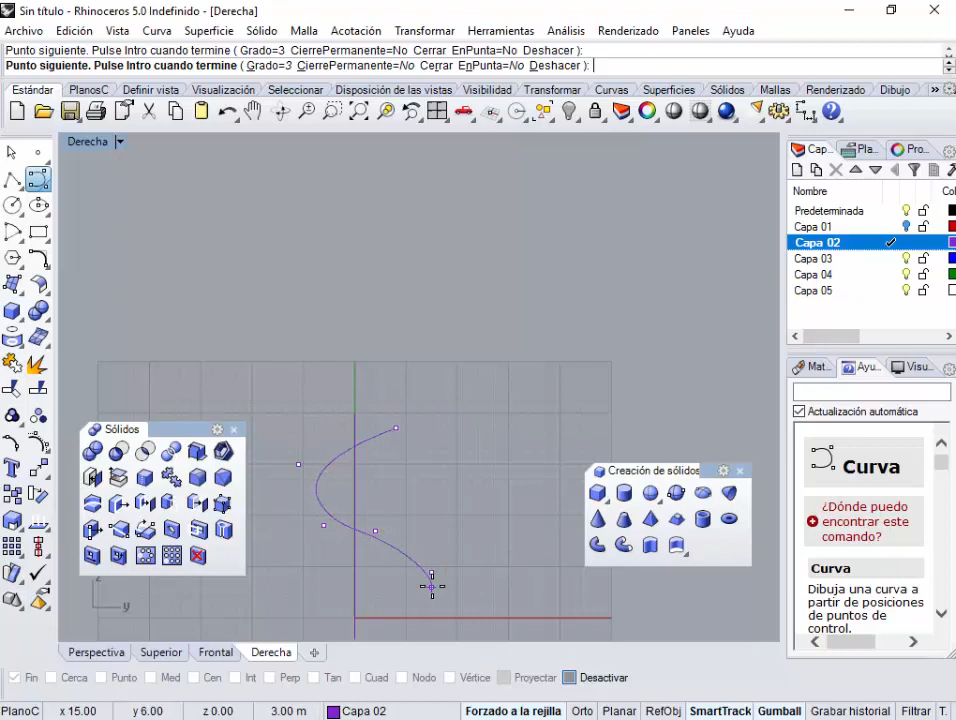 Sin título - Rhinoceros 5.0 Indefinido - [Derecha]
Archivo Edición Vista Curva Superficie Sólido Malla Acotación Transformar Herramientas Análisis Renderizado Paneles Ayuda
Punto siguiente. Pulse Intro cuando termine ( Grado=3 CierrePermanente=No Cerrar EnPunta=No Deshacer ):
Punto siguiente. Pulse Intro cuando termine ( Grado=3 CierrePermanente=No Cerrar EnPunta=No Deshacer ):
Estándar PlanosC Definir vista Visualización Seleccionar Disposición de las vistas Visibilidad Transformar Curvas Superficies Sólidos Mallas Renderizado Dibujo »
Derecha
Cap... Pla... Pro...
Nombre Col
Predeterminada
Capa 01
Capa 02
Capa 03
Capa 04
Capa 05
Mat... Ayu... Visu...
Actualización automática
Sólidos
Creación de sólidos
Curva
¿Dónde puedo
encontrar este
comando?
Curva
Dibuja una curva
a partir de posiciones
de puntos de
control.
z
y
Perspectiva Superior Frontal Derecha
Fin Cerca Punto Med Cen Int Perp Tan Cuad Nodo Vértice Proyectar Desactivar
PlanoC x 15.00 y 6.00 z 0.00 3.00 m Capa 02 Forzado a la rejilla Orto Planar RefObj SmartTrack Gumball Grabar historial Filtrar T.